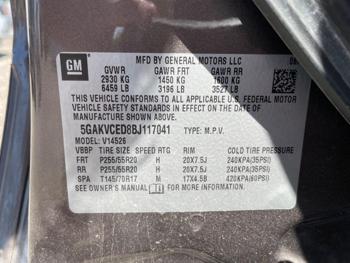 GM
MFD BY GENERAL MOTORS LLC
GVWR GAWR FRT GAWR RR
2930 KG 1450 KG 1600 KG
6459 LB 3196 LB 3527 LB
THIS VEHICLE CONFORMS TO ALL APPLICABLE U.S. FEDERAL MOTOR
VEHICLE SAFETY STANDARDS IN EFFECT ON THE DATE OF
MANUFACTURE SHOWN ABOVE.
5GAKVCED8BJ117041 TYPE: M.P.V.
V14526
VBBP TIRE SIZE SPEED RTG RIM COLD TIRE PRESSURE
FRT P255/55R20 H 20X7.5J 240KPA(35PSI)
RR P255/55R20 H 20X7.5J 240KPA(35PSI)
SPA T145/70R17 M 17X4.5B 420KPA(60PSI)
SEE OWNER'S MANUAL FOR MORE INFORMATION.